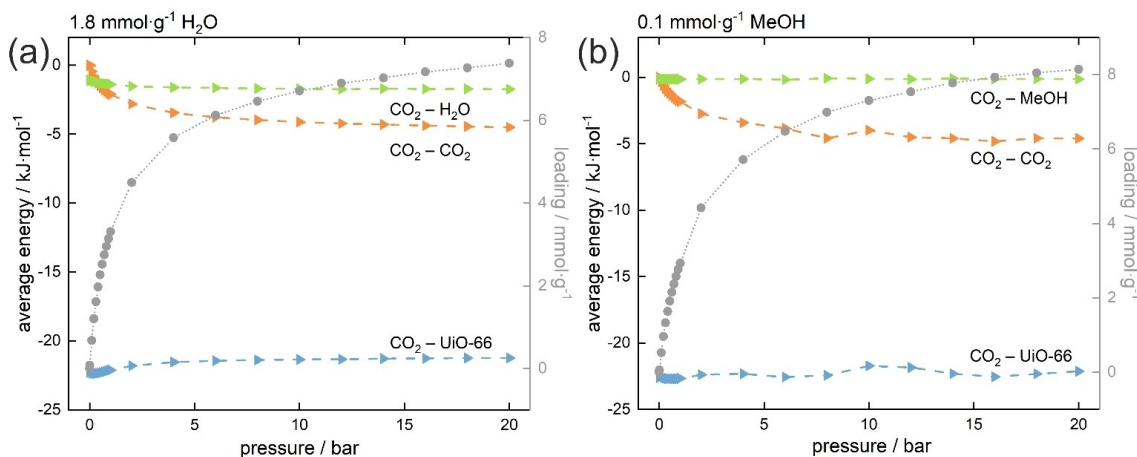 (a)
1.8 mmol·g⁻¹ H₂O
0
-5
-10
-15
-20
-25
average energy / kJ·mol⁻¹
CO₂ – H₂O
CO₂ – CO₂
CO₂ – UiO-66
8
6
4
2
0
loading / mmol·g⁻¹
0
5
10
15
20
pressure / bar
(b)
0.1 mmol·g⁻¹ MeOH
0
-5
-10
-15
-20
-25
average energy / kJ·mol⁻¹
CO₂ – MeOH
CO₂ – CO₂
CO₂ – UiO-66
8
6
4
2
0
loading / mmol·g⁻¹
0
5
10
15
20
pressure / bar